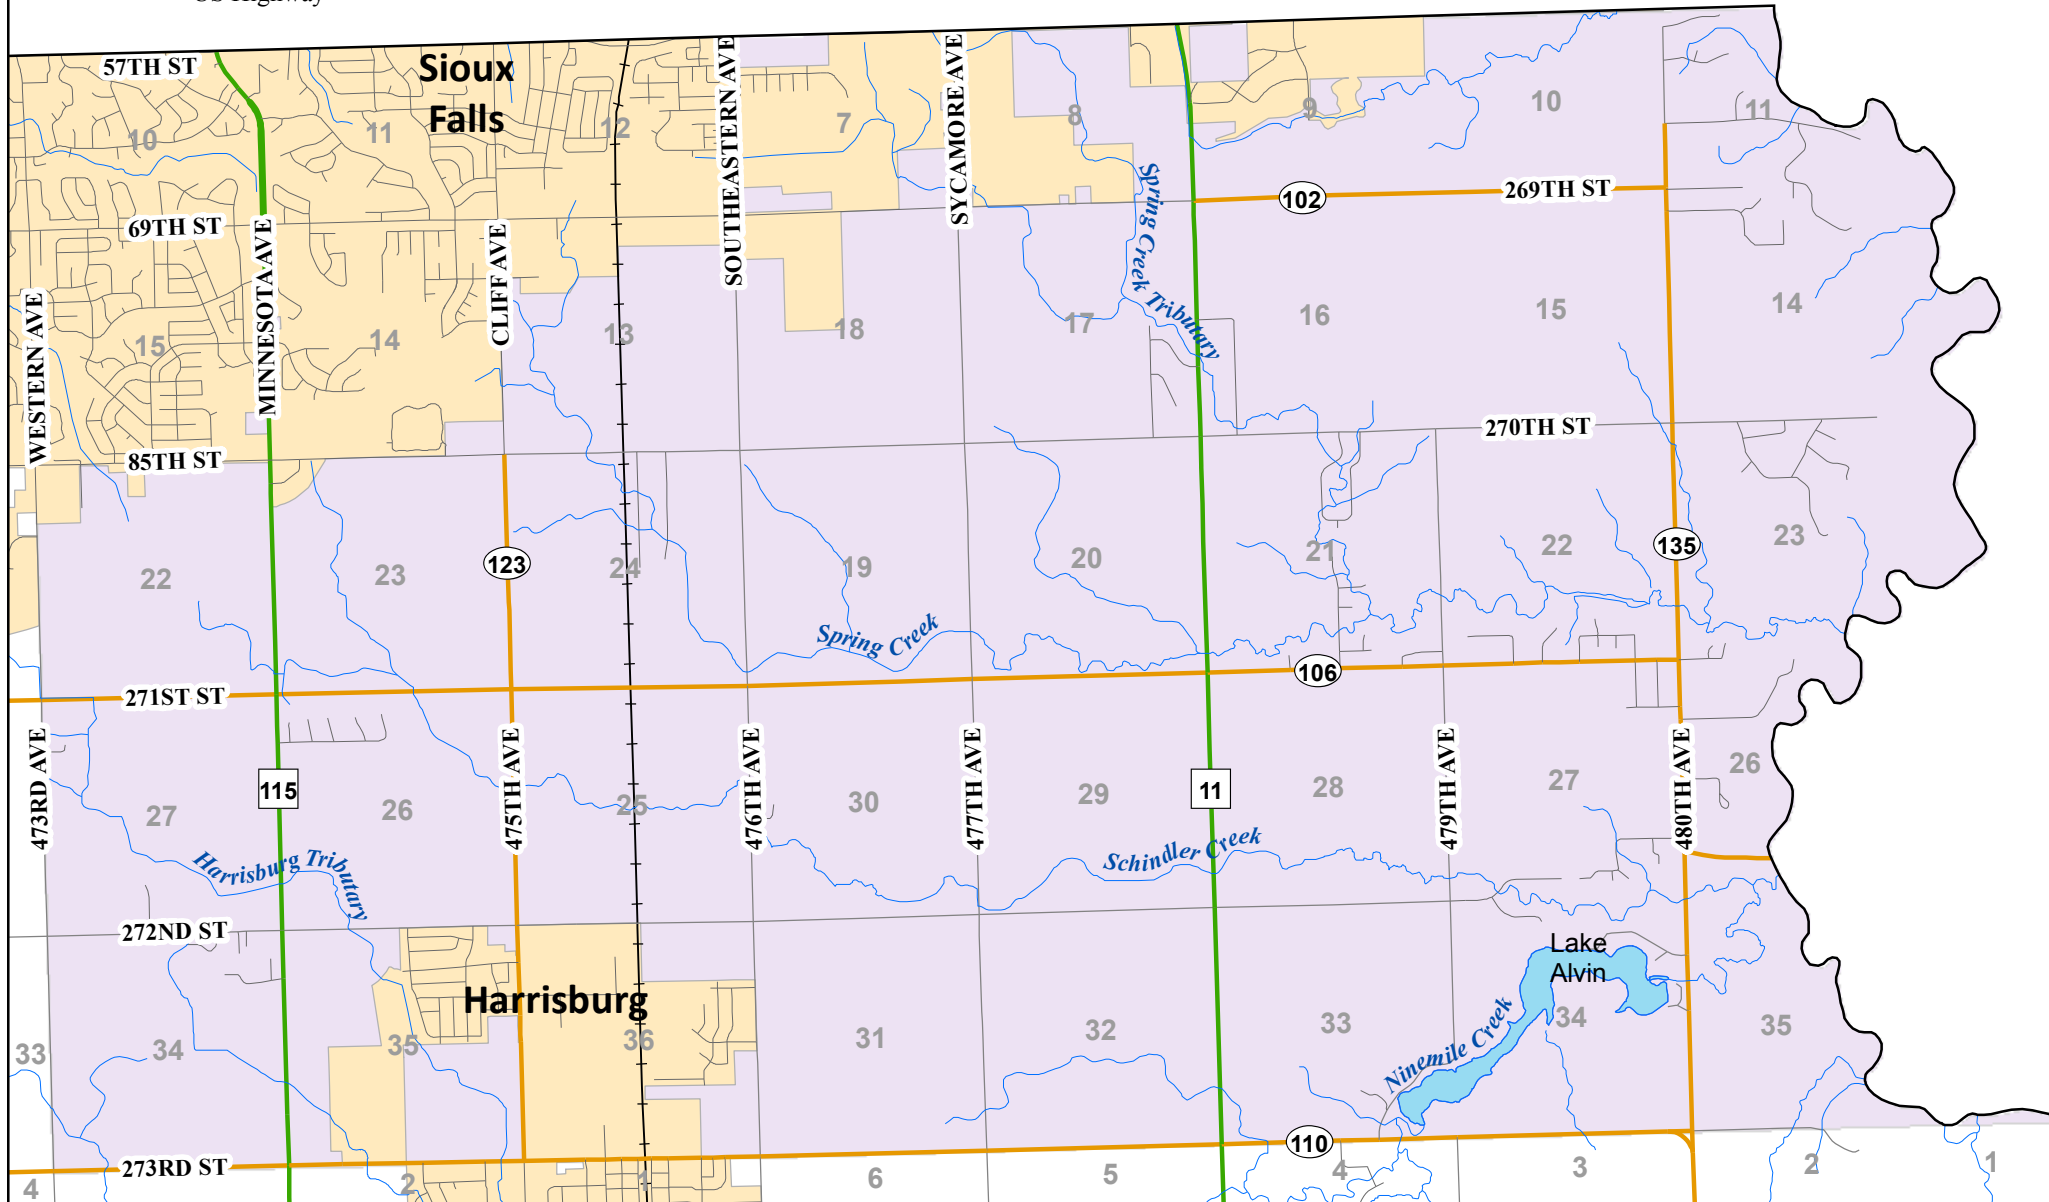 US Highway
57TH ST
Sioux
Falls
SOUTHEASTERN AVE
SYCAMORE AVE
10
11
12
7
8
9
10
11
69TH ST
MINNESOTA AVE
CLIFF AVE
WESTERN AVE
Spring Creek Tributary
102
269TH ST
15
14
13
18
17
16
15
14
85TH ST
270TH ST
22
23
123
24
19
20
21
22
135
23
Spring Creek
271ST ST
106
473RD AVE
115
475TH AVE
476TH AVE
477TH AVE
11
479TH AVE
480TH AVE
27
26
25
30
29
28
27
26
Harrisburg Tributary
Schindler Creek
272ND ST
Harrisburg
Lake
Alvin
Ninemile Creek
33
34
35
36
31
32
33
34
35
273RD ST
110
4
2
1
6
5
4
3
2
1